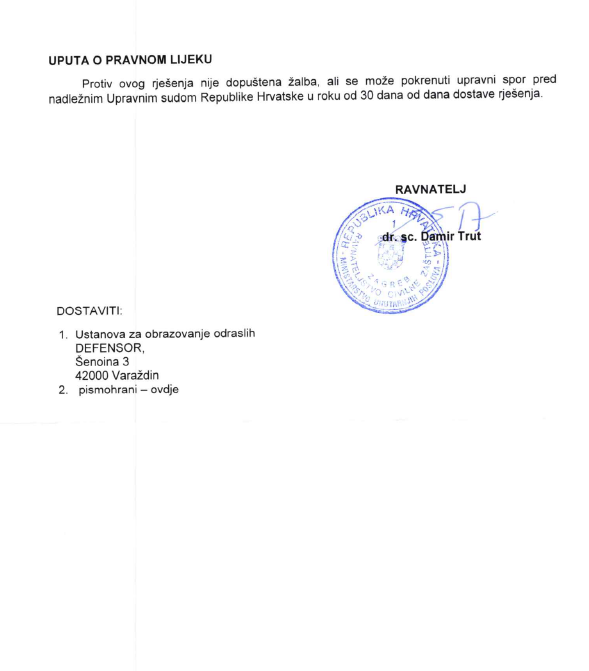 UPUTA O PRAVNOM LIJEKU
Protiv ovog rješenja nije dopuštena žalba, ali se može pokrenuti upravni spor pred
nadležnim Upravnim sudom Republike Hrvatske u roku od 30 dana od dana dostave rješenja.
RAVNATELJ
REPUBLIKA HRVATSKA
MINISTARSTVO UNUTARNJIH POSLOVA
RAVNATELJSTVO CIVILNE ZAŠTITE
1
ZAGREB
dr. sc. Damir Trut
DOSTAVITI:
1. Ustanova za obrazovanje odraslih
DEFENSOR,
Šenoina 3
42000 Varaždin
2. pismohrani – ovdje